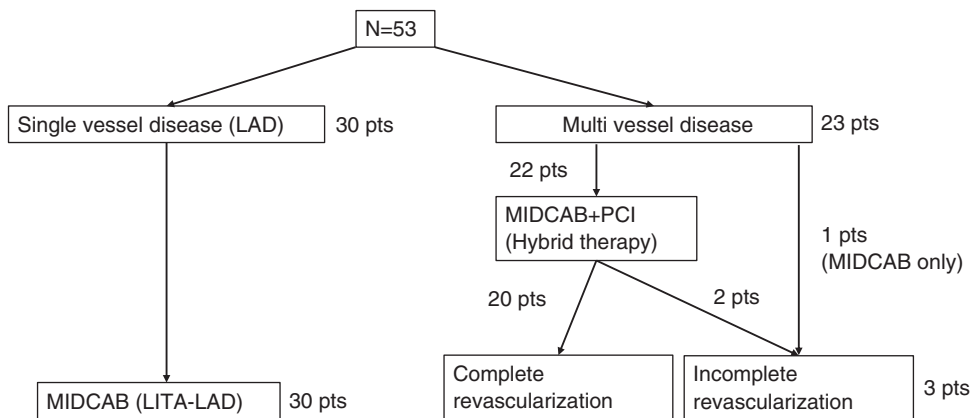 N=53
Single vessel disease (LAD)
30 pts
Multi vessel disease
23 pts
22 pts
MIDCAB+PCI
(Hybrid therapy)
1 pts
(MIDCAB only)
20 pts
2 pts
MIDCAB (LITA-LAD)
30 pts
Complete
revascularization
Incomplete
revascularization
3 pts